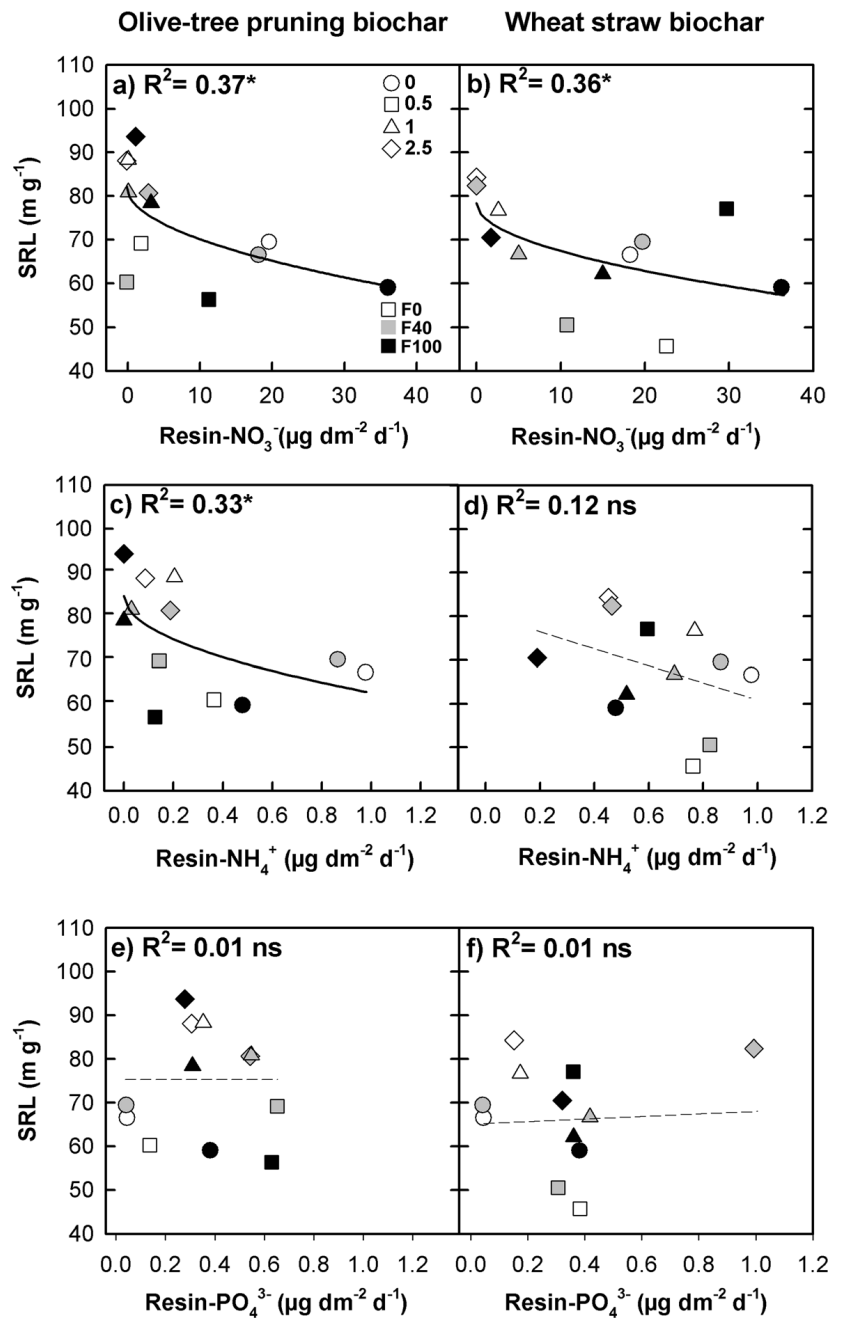 Olive-tree pruning biochar
Wheat straw biochar
a) R²= 0.37*
0
0.5
1
2.5
F0
F40
F100
110
100
90
80
70
60
50
40
SRL (m g⁻¹)
0 10 20 30 40
Resin-NO₃⁻(µg dm⁻² d⁻¹)
b) R²= 0.36*
0 10 20 30 40
Resin-NO₃⁻(µg dm⁻² d⁻¹)
c) R²= 0.33*
110
100
90
80
70
60
50
40
SRL (m g⁻¹)
0.0 0.2 0.4 0.6 0.8 1.0 1.2
Resin-NH₄⁺ (µg dm⁻² d⁻¹)
d) R²= 0.12 ns
0.0 0.2 0.4 0.6 0.8 1.0 1.2
Resin-NH₄⁺ (µg dm⁻² d⁻¹)
e) R²= 0.01 ns
110
100
90
80
70
60
50
40
SRL (m g⁻¹)
0.0 0.2 0.4 0.6 0.8 1.0 1.2
Resin-PO₄³⁻ (µg dm⁻² d⁻¹)
f) R²= 0.01 ns
0.0 0.2 0.4 0.6 0.8 1.0 1.2
Resin-PO₄³⁻ (µg dm⁻² d⁻¹)